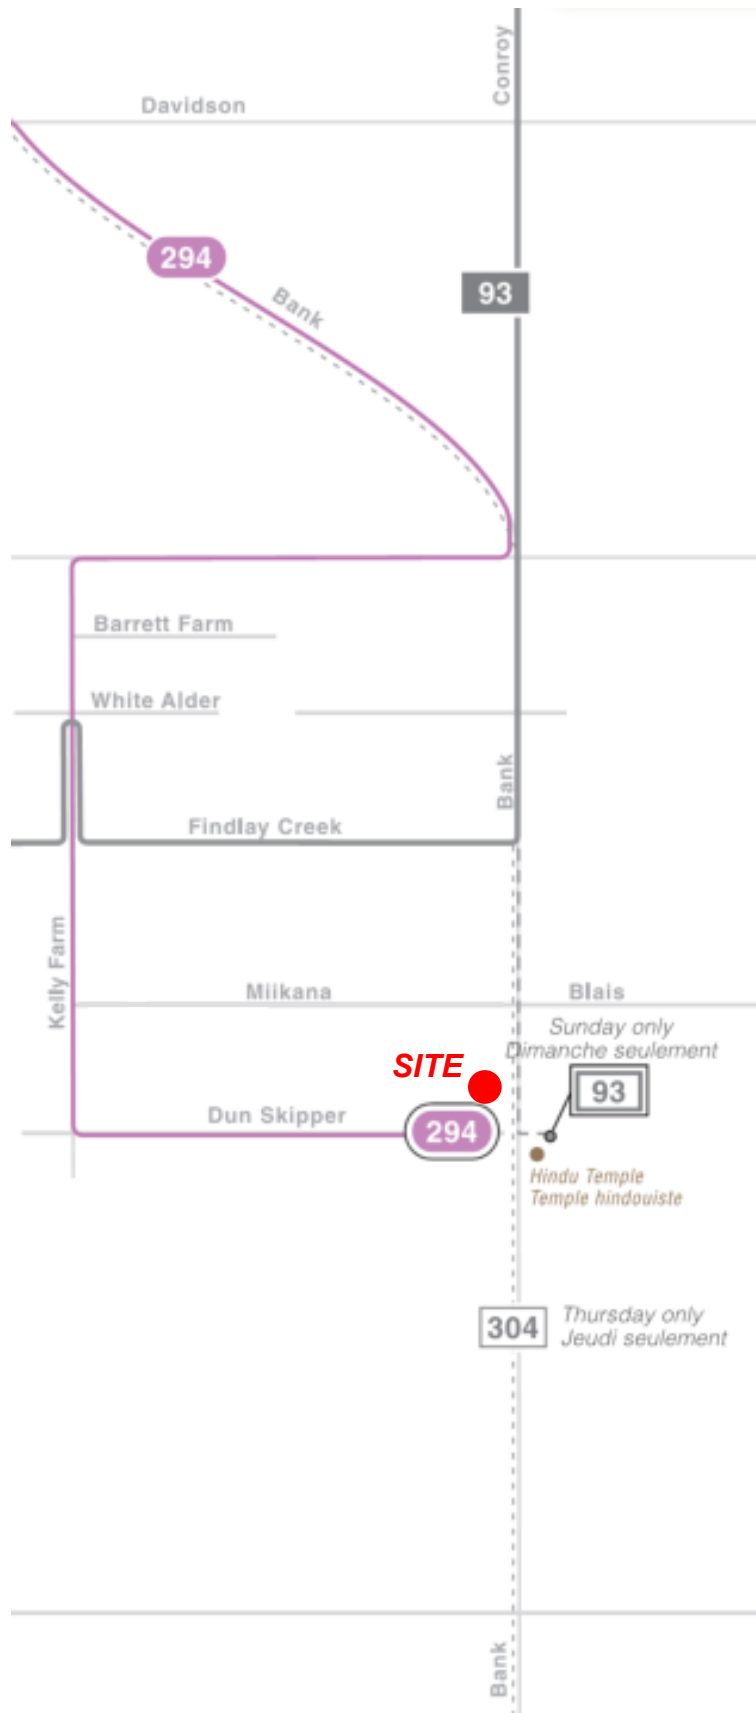 Conroy
Davidson
294
Bank
93
Barrett Farm
White Alder
Bank
Findlay Creek
Kelly Farm
Miikana
Blais
Sunday only
Dimanche seulement
SITE
93
Dun Skipper
294
Hindu Temple
Temple hindouiste
304
Thursday only
Jeudi seulement
Bank